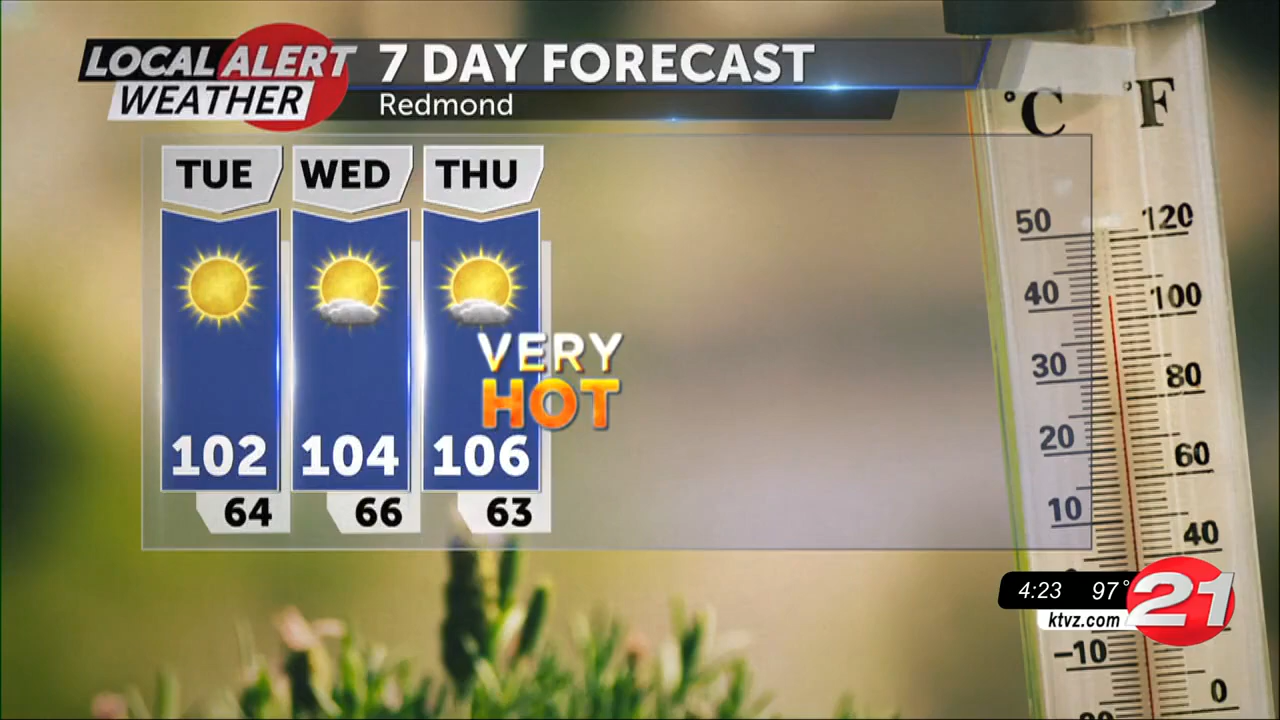 LOCAL ALERT
WEATHER
7 DAY FORECAST
Redmond
TUE WED THU
VERY
HOT
102 104 106
64 66 63
°C °F
50 120
40 100
30 80
20 60
10 40
4:23 97°
21
ktvz.com
-10
0